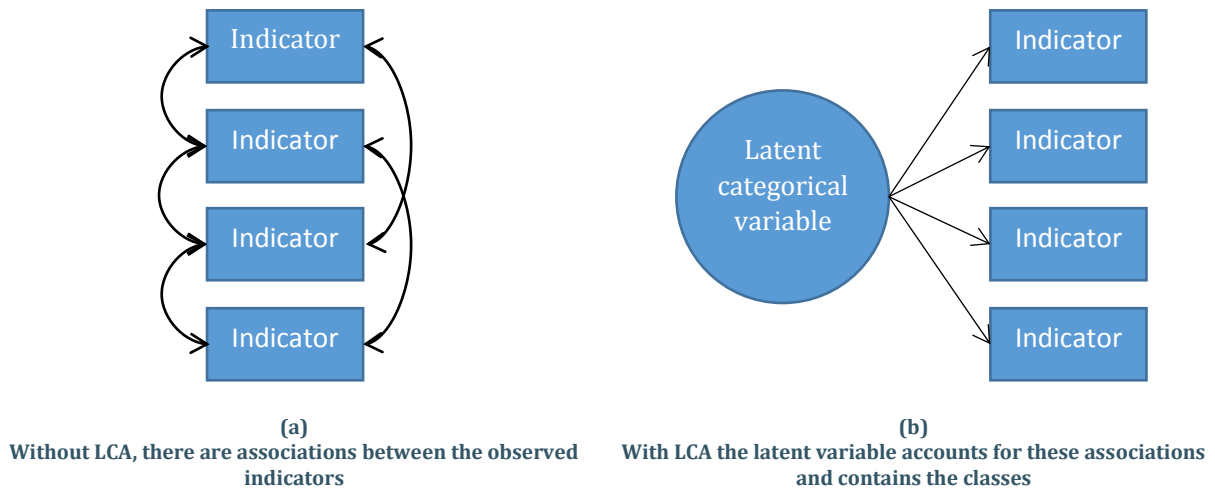 Indicator
Indicator
Indicator
Indicator
(a)
Without LCA, there are associations between the observed
indicators
Latent
categorical
variable
Indicator
Indicator
Indicator
Indicator
(b)
With LCA the latent variable accounts for these associations
and contains the classes